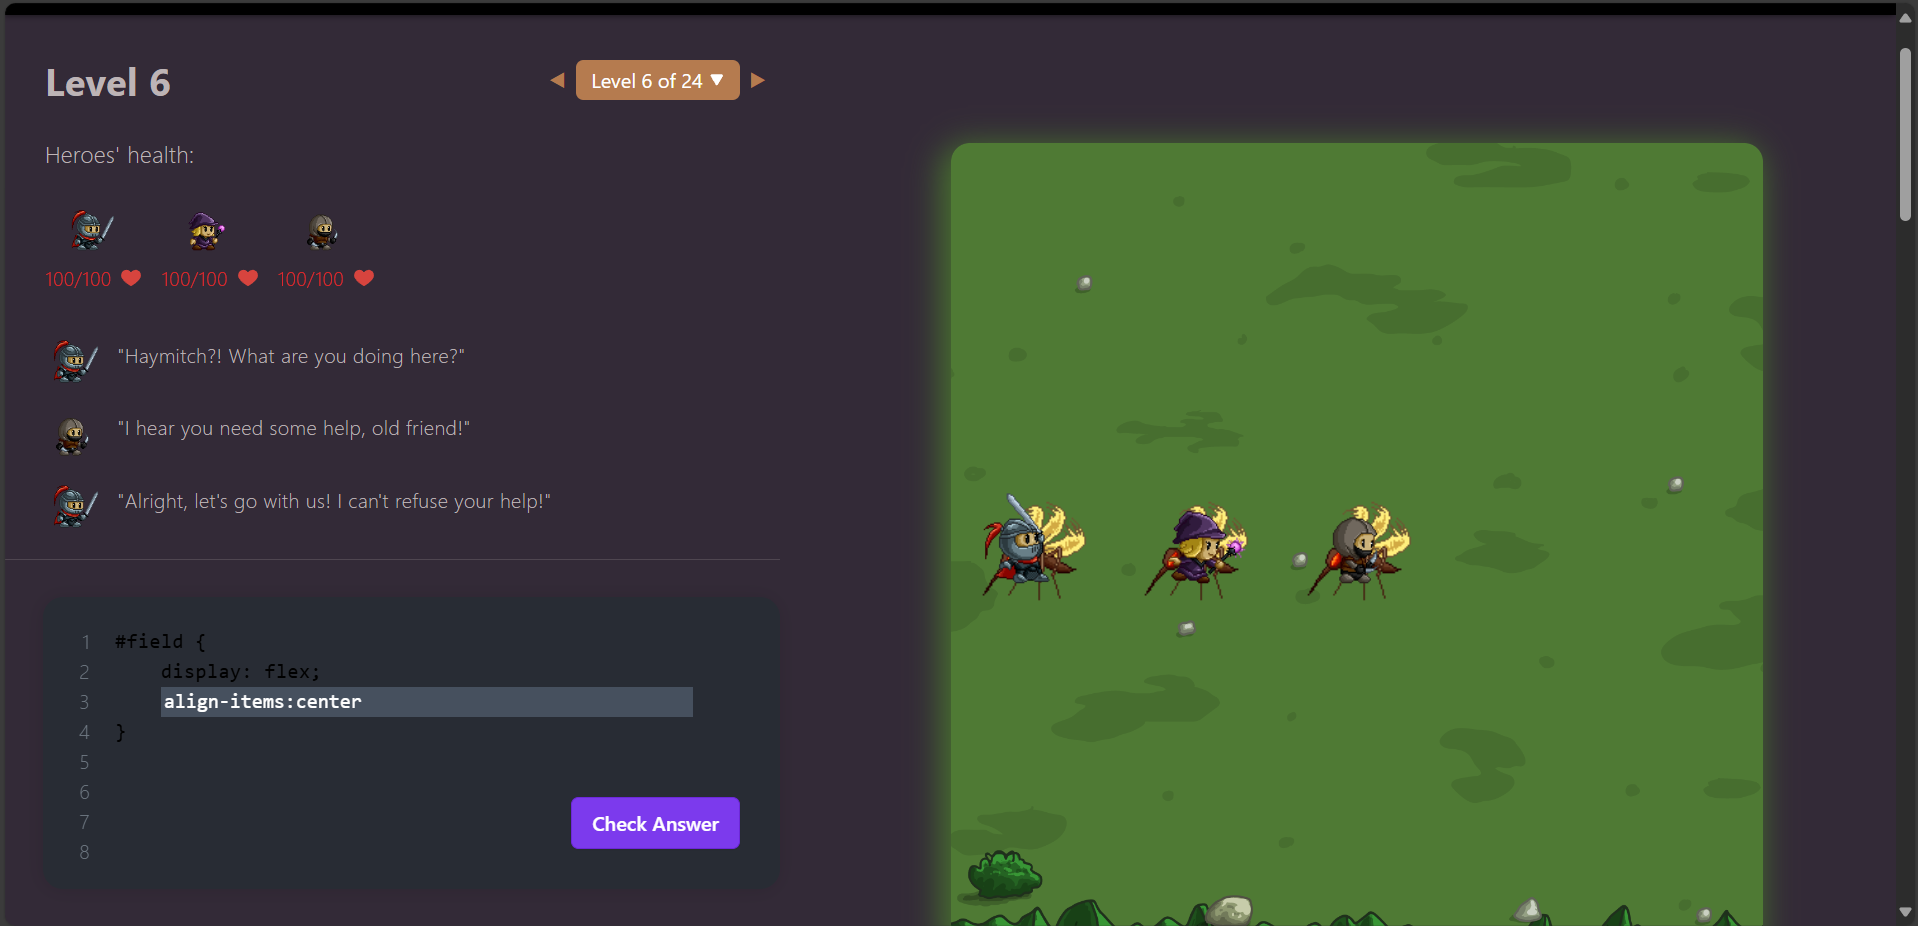 Level 6
◀ Level 6 of 24 ▼ ▶
Heroes' health:
100/100 100/100 100/100
"Haymitch?! What are you doing here?"
"I hear you need some help, old friend!"
"Alright, let's go with us! I can't refuse your help!"
1 #field {
2 display: flex;
3 align-items:center
4 }
5
6
7
8
Check Answer